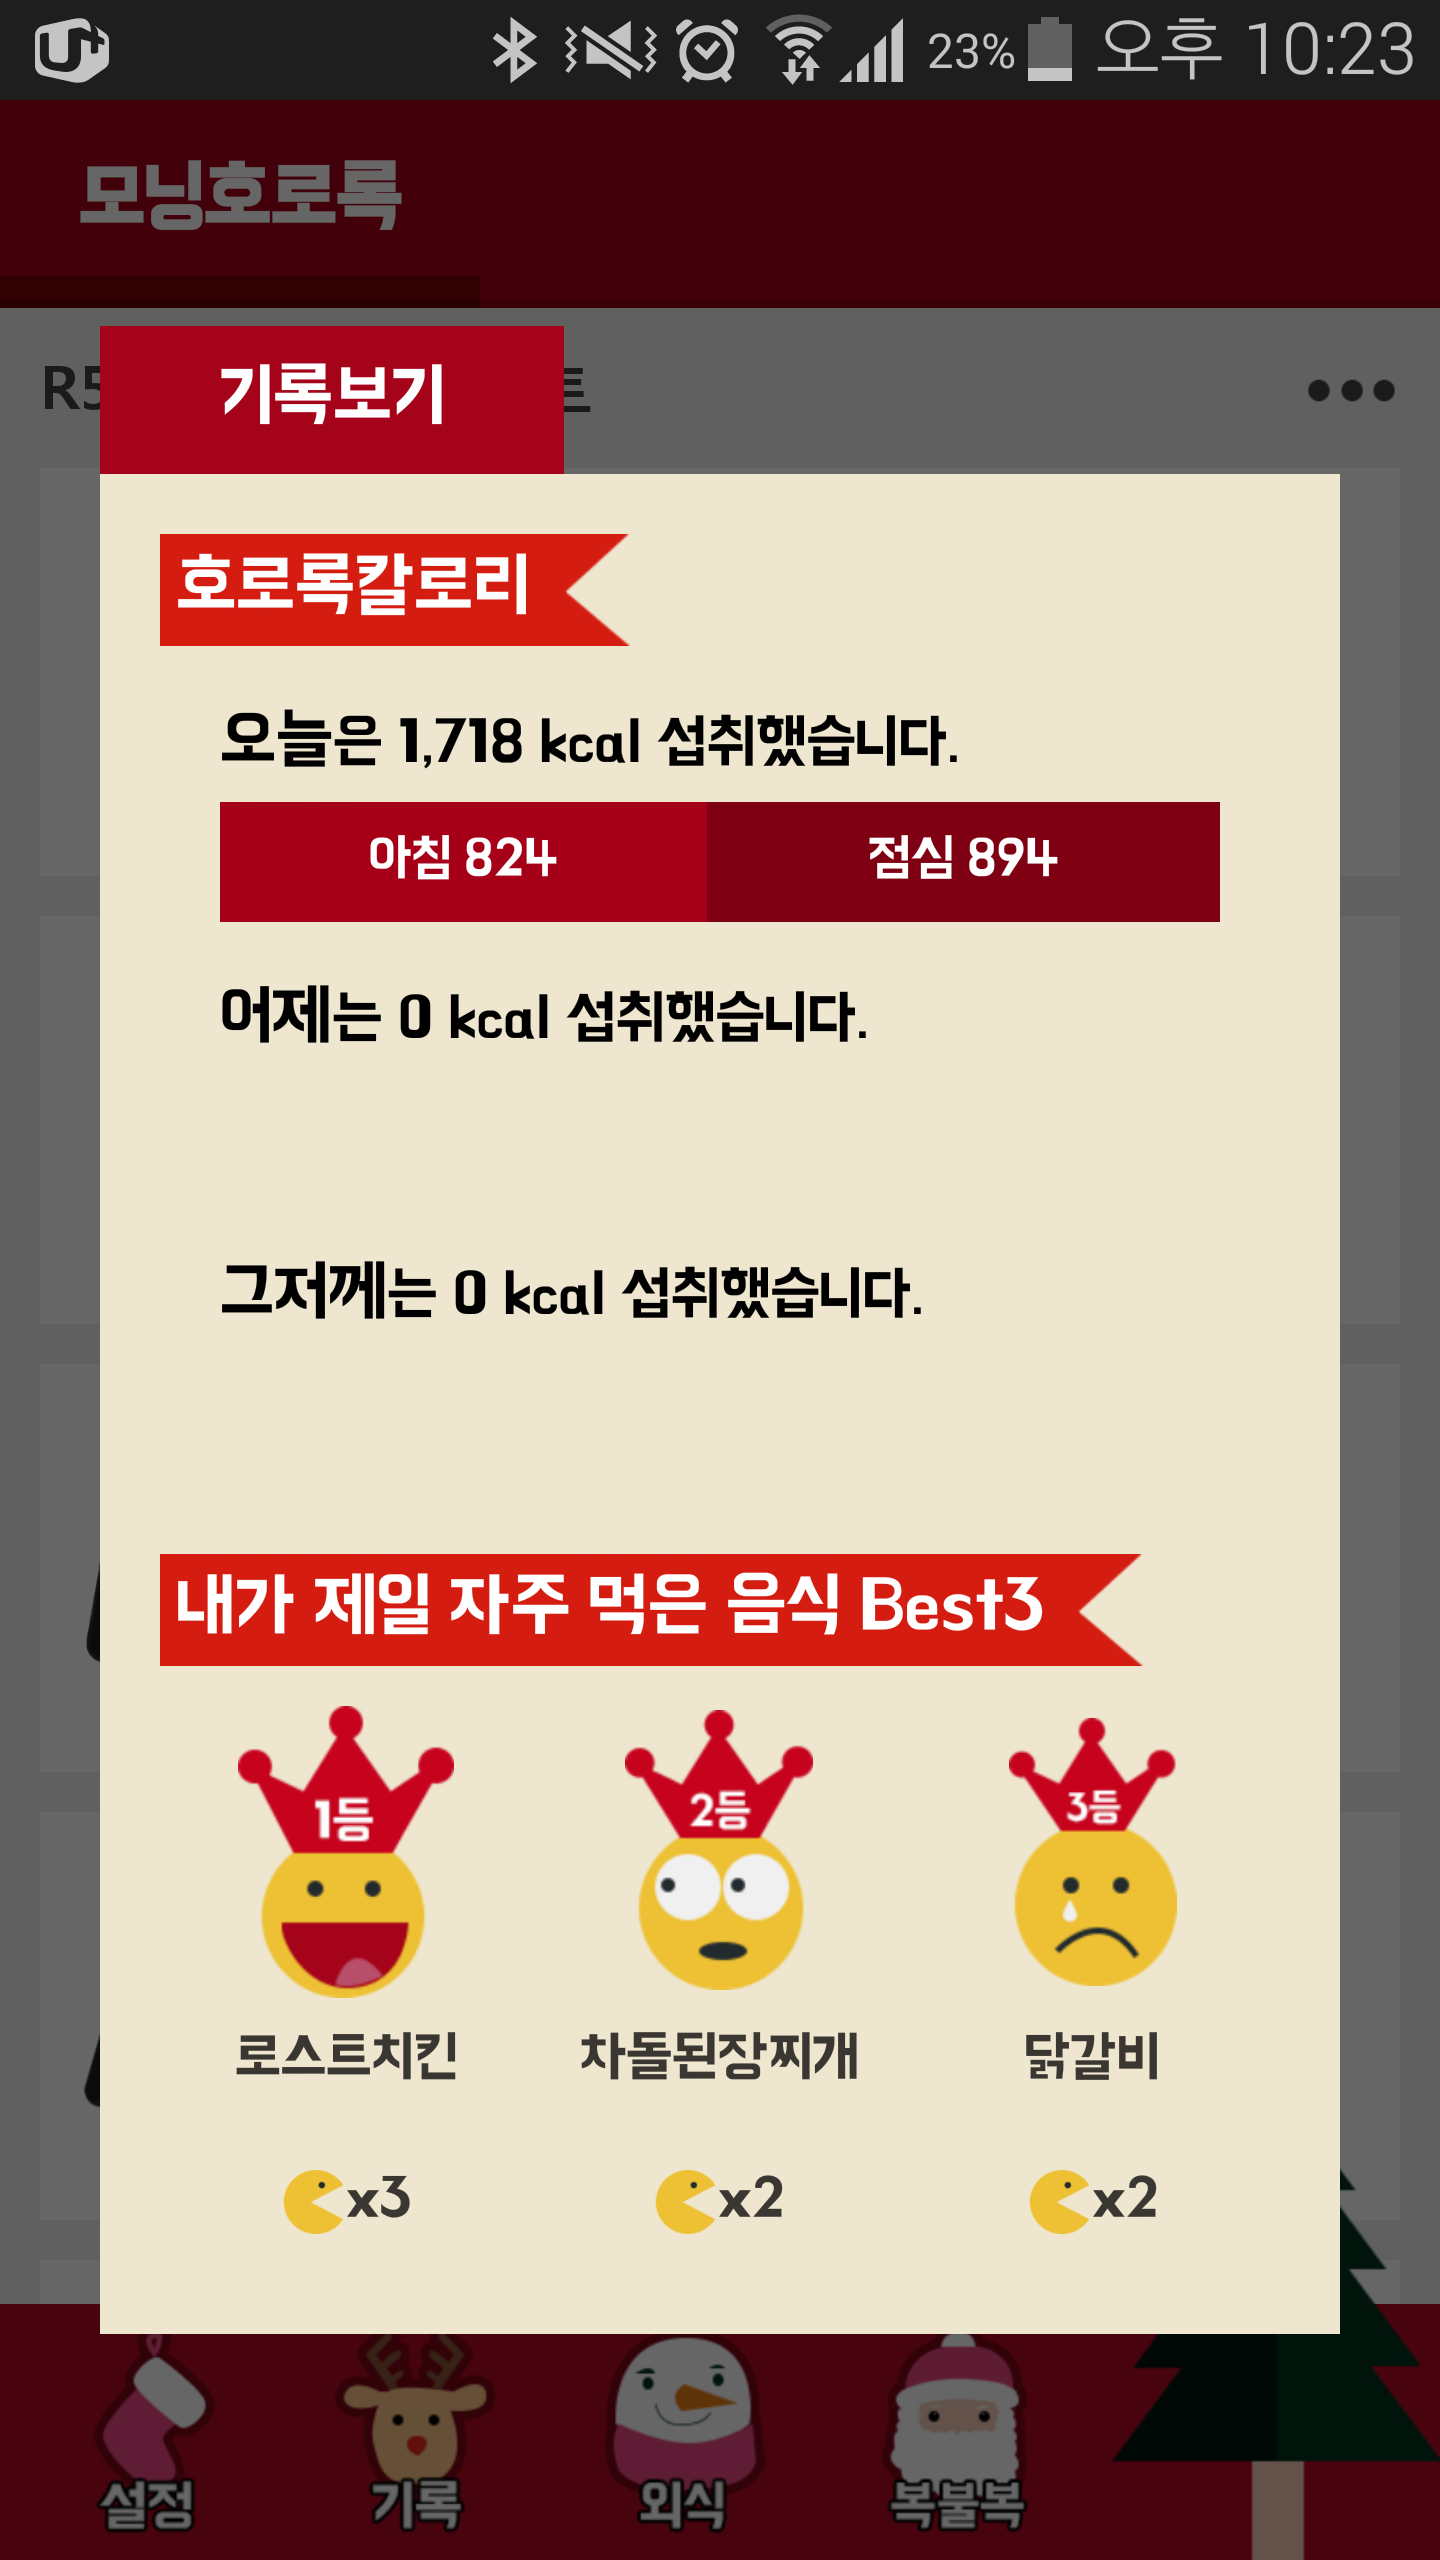 U+
23%
오후 10:23
모닝호로록
R5
트
기록보기
호로록칼로리
오늘은 1,718 kcal 섭취했습니다.
아침 824
점심 894
어제는 0 kcal 섭취했습니다.
그저께는 0 kcal 섭취했습니다.
내가 제일 자주 먹은 음식 Best3
1등
2등
3등
로스트치킨
차돌된장찌개
닭갈비
x3
x2
x2
설정
기록
외식
복불복